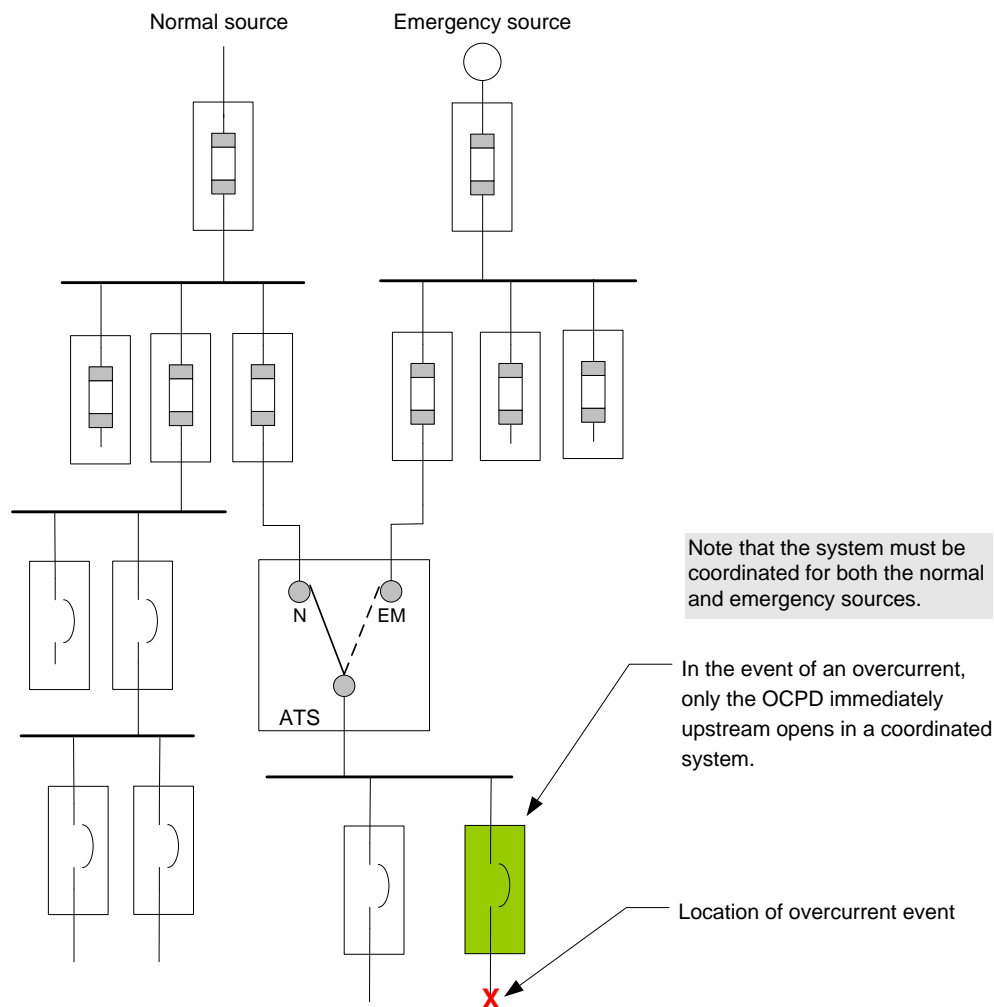 Normal source
Emergency source
N
EM
ATS
Note that the system must be
coordinated for both the normal
and emergency sources.
In the event of an overcurrent,
only the OCPD immediately
upstream opens in a coordinated
system.
Location of overcurrent event
X